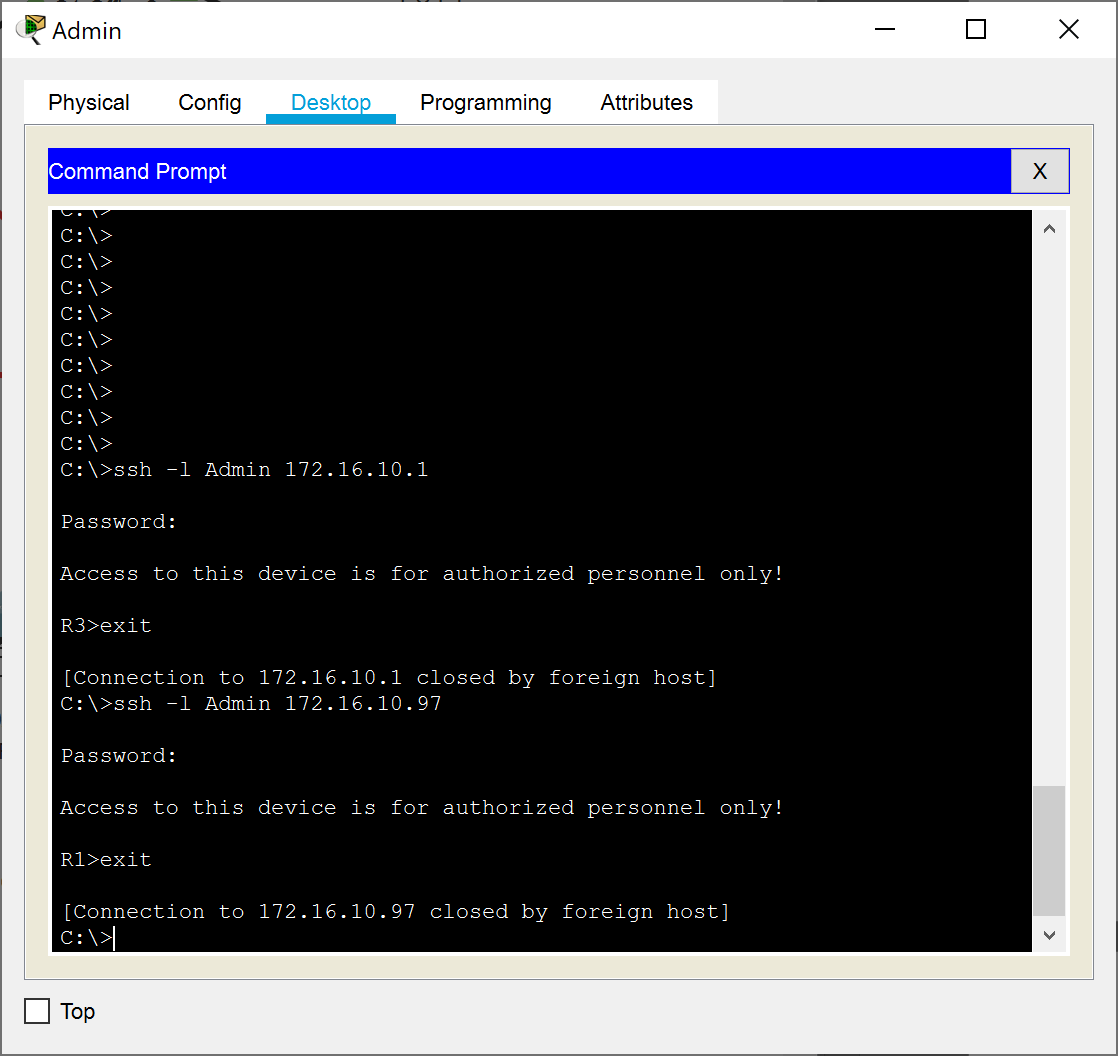 Admin
Physical Config Desktop Programming Attributes
Command Prompt X
C:\>
C:\>
C:\>
C:\>
C:\>
C:\>
C:\>
C:\>
C:\>
C:\>
C:\>ssh -l Admin 172.16.10.1
Password:
Access to this device is for authorized personnel only!
R3>exit
[Connection to 172.16.10.1 closed by foreign host]
C:\>ssh -l Admin 172.16.10.97
Password:
Access to this device is for authorized personnel only!
R1>exit
[Connection to 172.16.10.97 closed by foreign host]
C:\>
Top